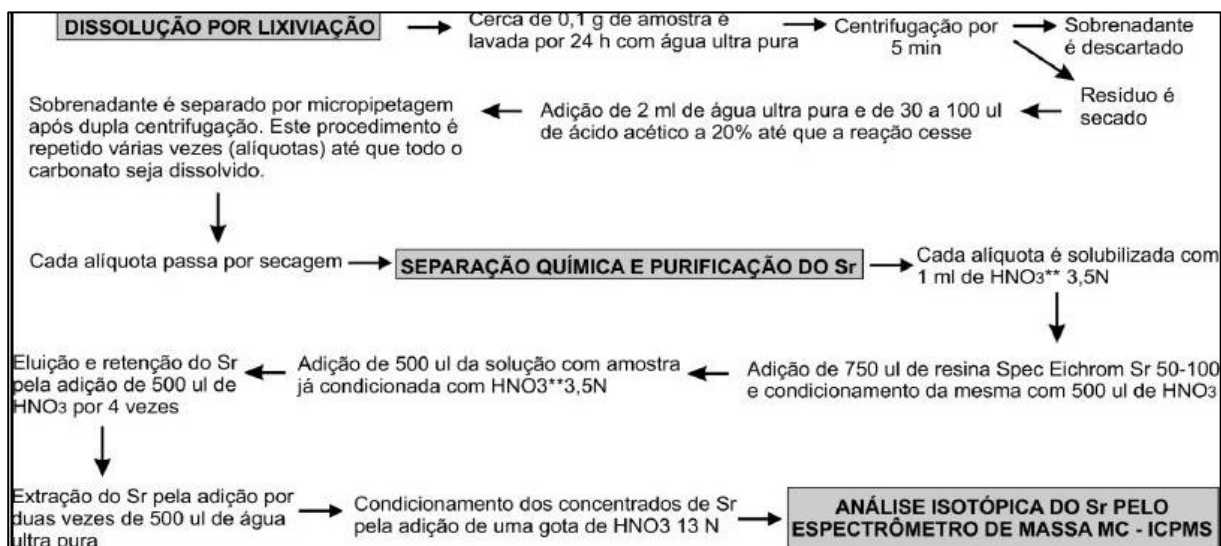 DISSOLUÇÃO POR LIXIVIAÇÃO
Cerca de 0,1 g de amostra é
lavada por 24 h com água ultra pura
Centrifugação por
5 min
Sobrenadante
é descartado
Resíduo é
secado
Adição de 2 ml de água ultra pura e de 30 a 100 ul
de ácido acético a 20% até que a reação cesse
Sobrenadante é separado por micropipetagem
após dupla centrifugação. Este procedimento é
repetido várias vezes (alíquotas) até que todo o
carbonato seja dissolvido.
Cada alíquota passa por secagem
SEPARAÇÃO QUÍMICA E PURIFICAÇÃO DO Sr
Cada alíquota é solubilizada com
1 ml de HNO3** 3,5N
Adição de 750 ul de resina Spec Eichrom Sr 50-100
e condicionamento da mesma com 500 ul de HNO3
Adição de 500 ul da solução com amostra
já condicionada com HNO3**3,5N
Eluição e retenção do Sr
pela adição de 500 ul de
HNO3 por 4 vezes
Extração do Sr pela adição por
duas vezes de 500 ul de água
ultra pura
Condicionamento dos concentrados de Sr
pela adição de uma gota de HNO3 13 N
ANÁLISE ISOTÓPICA DO Sr PELO
ESPECTRÔMETRO DE MASSA MC - ICPMS